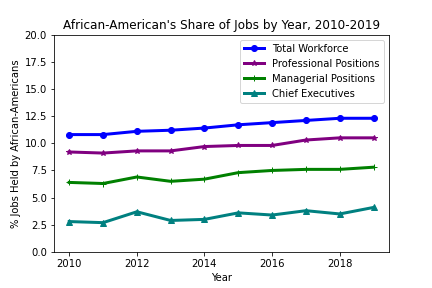 African-American's Share of Jobs by Year, 2010-2019
20.0
17.5
15.0
12.5
10.0
7.5
5.0
2.5
0.0
% Jobs Held by African-Americans
Total Workforce
Professional Positions
Managerial Positions
Chief Executives
2010 2012 2014 2016 2018
Year